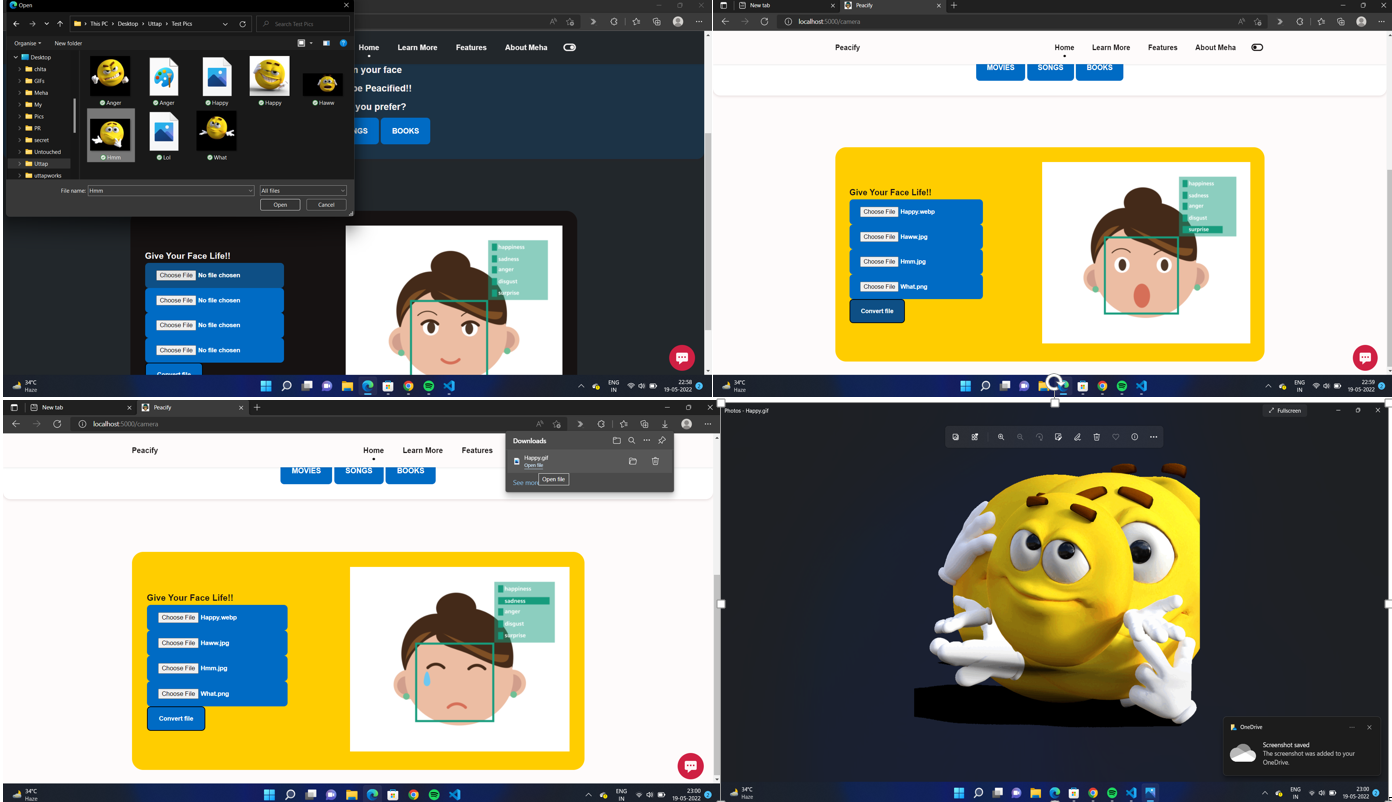 Open
This PC > Desktop > Uttap > Test Pics
Search Test Pics
Organise
New folder
Desktop
chita
GIFs
Meha
My
Pics
PR
secret
Untouched
Uttap
uttapworks
Anger
Anger
Happy
Happy
Haww
Hmm
Lol
What
File name:
Hmm
All files
Open
Cancel
Home
Learn More
Features
About Meha
n your face
be Peacified!!
you prefer?
NGS
BOOKS
Give Your Face Life!!
Choose File No file chosen
Choose File No file chosen
Choose File No file chosen
Choose File No file chosen
Convert file
happiness
sadness
anger
disgust
surprise
34°C
Haze
ENG
IN
22:58
19-05-2022
2
New tab
Peacify
localhost:5000/camera
Peacify
Home
Learn More
Features
About Meha
MOVIES
SONGS
BOOKS
Give Your Face Life!!
Choose File Happy.webp
Choose File Haww.jpg
Choose File Hmm.jpg
Choose File What.png
Convert file
happiness
sadness
anger
disgust
surprise
34°C
Haze
ENG
IN
22:59
19-05-2022
2
New tab
Peacify
localhost:5000/camera
Peacify
Home
Learn More
Features
Downloads
Happy.gif
Open file
Open file
See more
MOVIES
SONGS
BOOKS
Give Your Face Life!!
Choose File Happy.webp
Choose File Haww.jpg
Choose File Hmm.jpg
Choose File What.png
Convert file
happiness
sadness
anger
disgust
surprise
34°C
Haze
ENG
IN
23:00
19-05-2022
2
Photos - Happy.gif
Fullscreen
OneDrive
Screenshot saved
The screenshot was added to your
OneDrive.
34°C
Haze
ENG
IN
23:00
19-05-2022